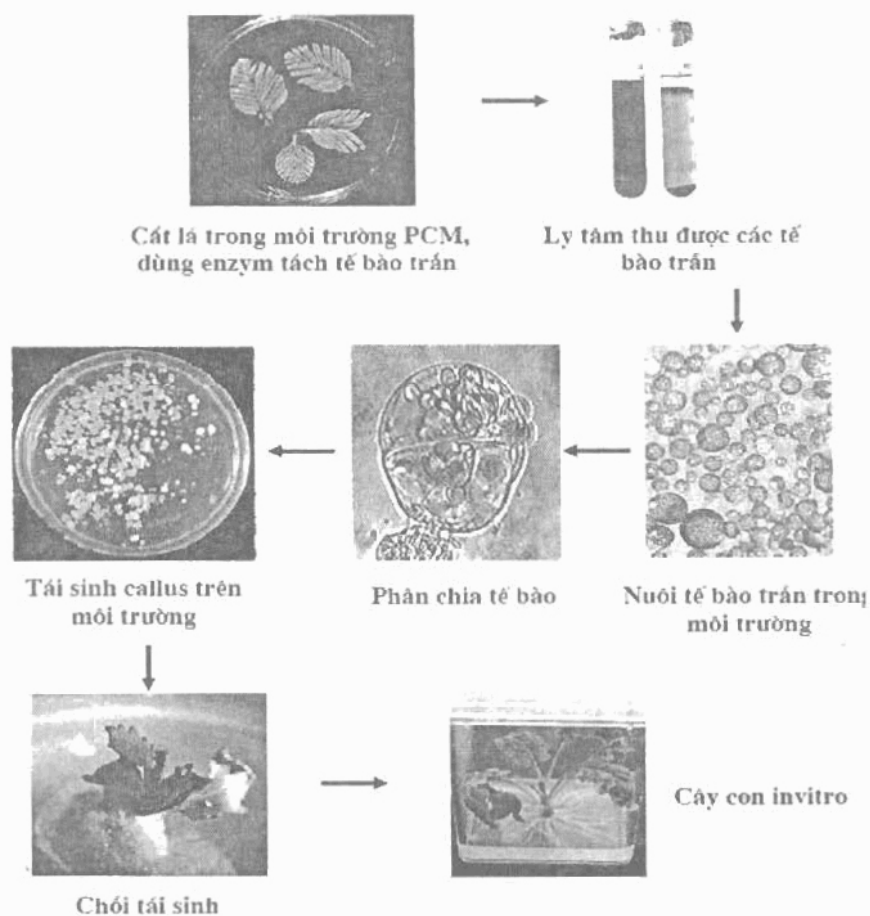 Cắt lá trong môi trường PCM,
dùng enzym tách tế bào trần
Ly tâm thu được các tế
bào trần
Tái sinh callus trên
môi trường
Phân chia tế bào
Nuôi tế bào trần trong
môi trường
Cây con invitro
Chồi tái sinh